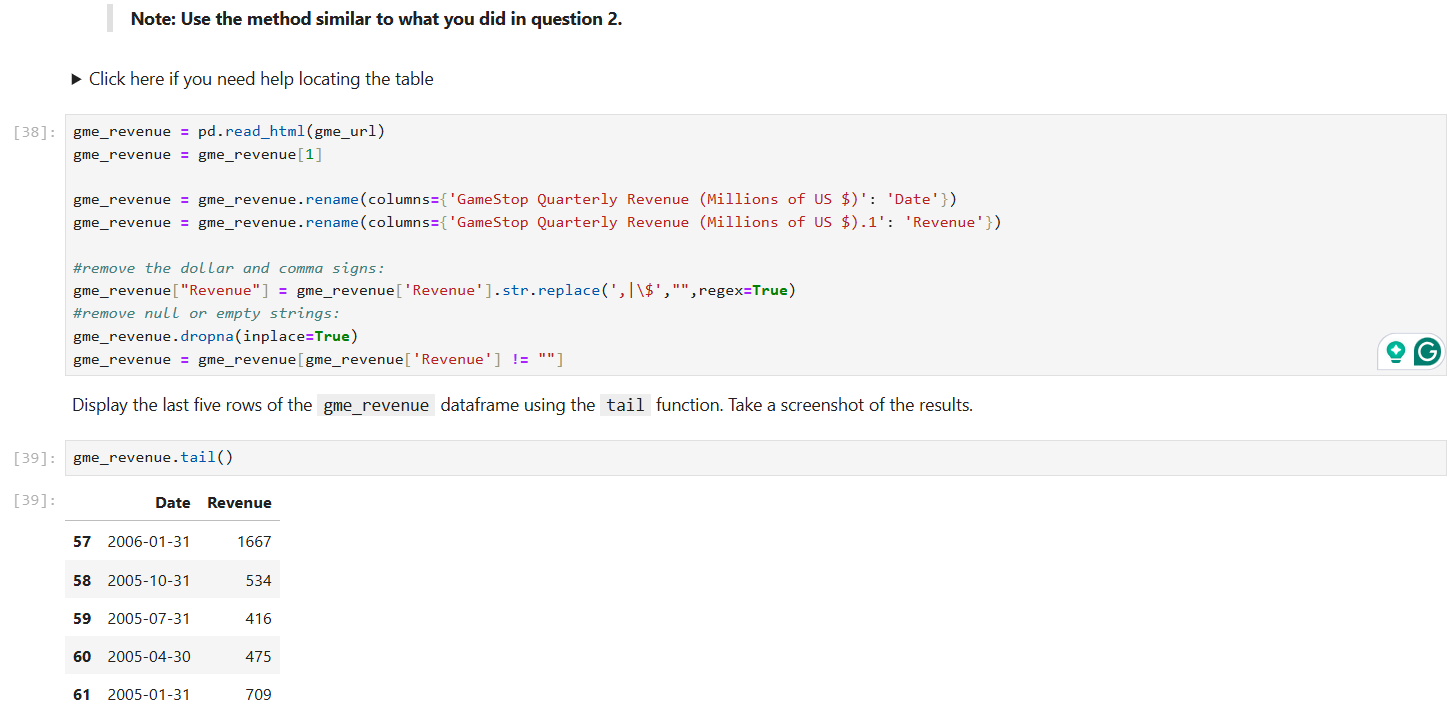 Note: Use the method similar to what you did in question 2.
▶ Click here if you need help locating the table
[38]: gme_revenue = pd.read_html(gme_url)
gme_revenue = gme_revenue[1]
gme_revenue = gme_revenue.rename(columns={'GameStop Quarterly Revenue (Millions of US $)': 'Date'})
gme_revenue = gme_revenue.rename(columns={'GameStop Quarterly Revenue (Millions of US $).1': 'Revenue'})
#remove the dollar and comma signs:
gme_revenue["Revenue"] = gme_revenue['Revenue'].str.replace(',|\$',"",regex=True)
#remove null or empty strings:
gme_revenue.dropna(inplace=True)
gme_revenue = gme_revenue[gme_revenue['Revenue'] != ""]
G
Display the last five rows of the gme_revenue dataframe using the tail function. Take a screenshot of the results.
[39]: gme_revenue.tail()
[39]: Date Revenue
57 2006-01-31 1667
58 2005-10-31 534
59 2005-07-31 416
60 2005-04-30 475
61 2005-01-31 709